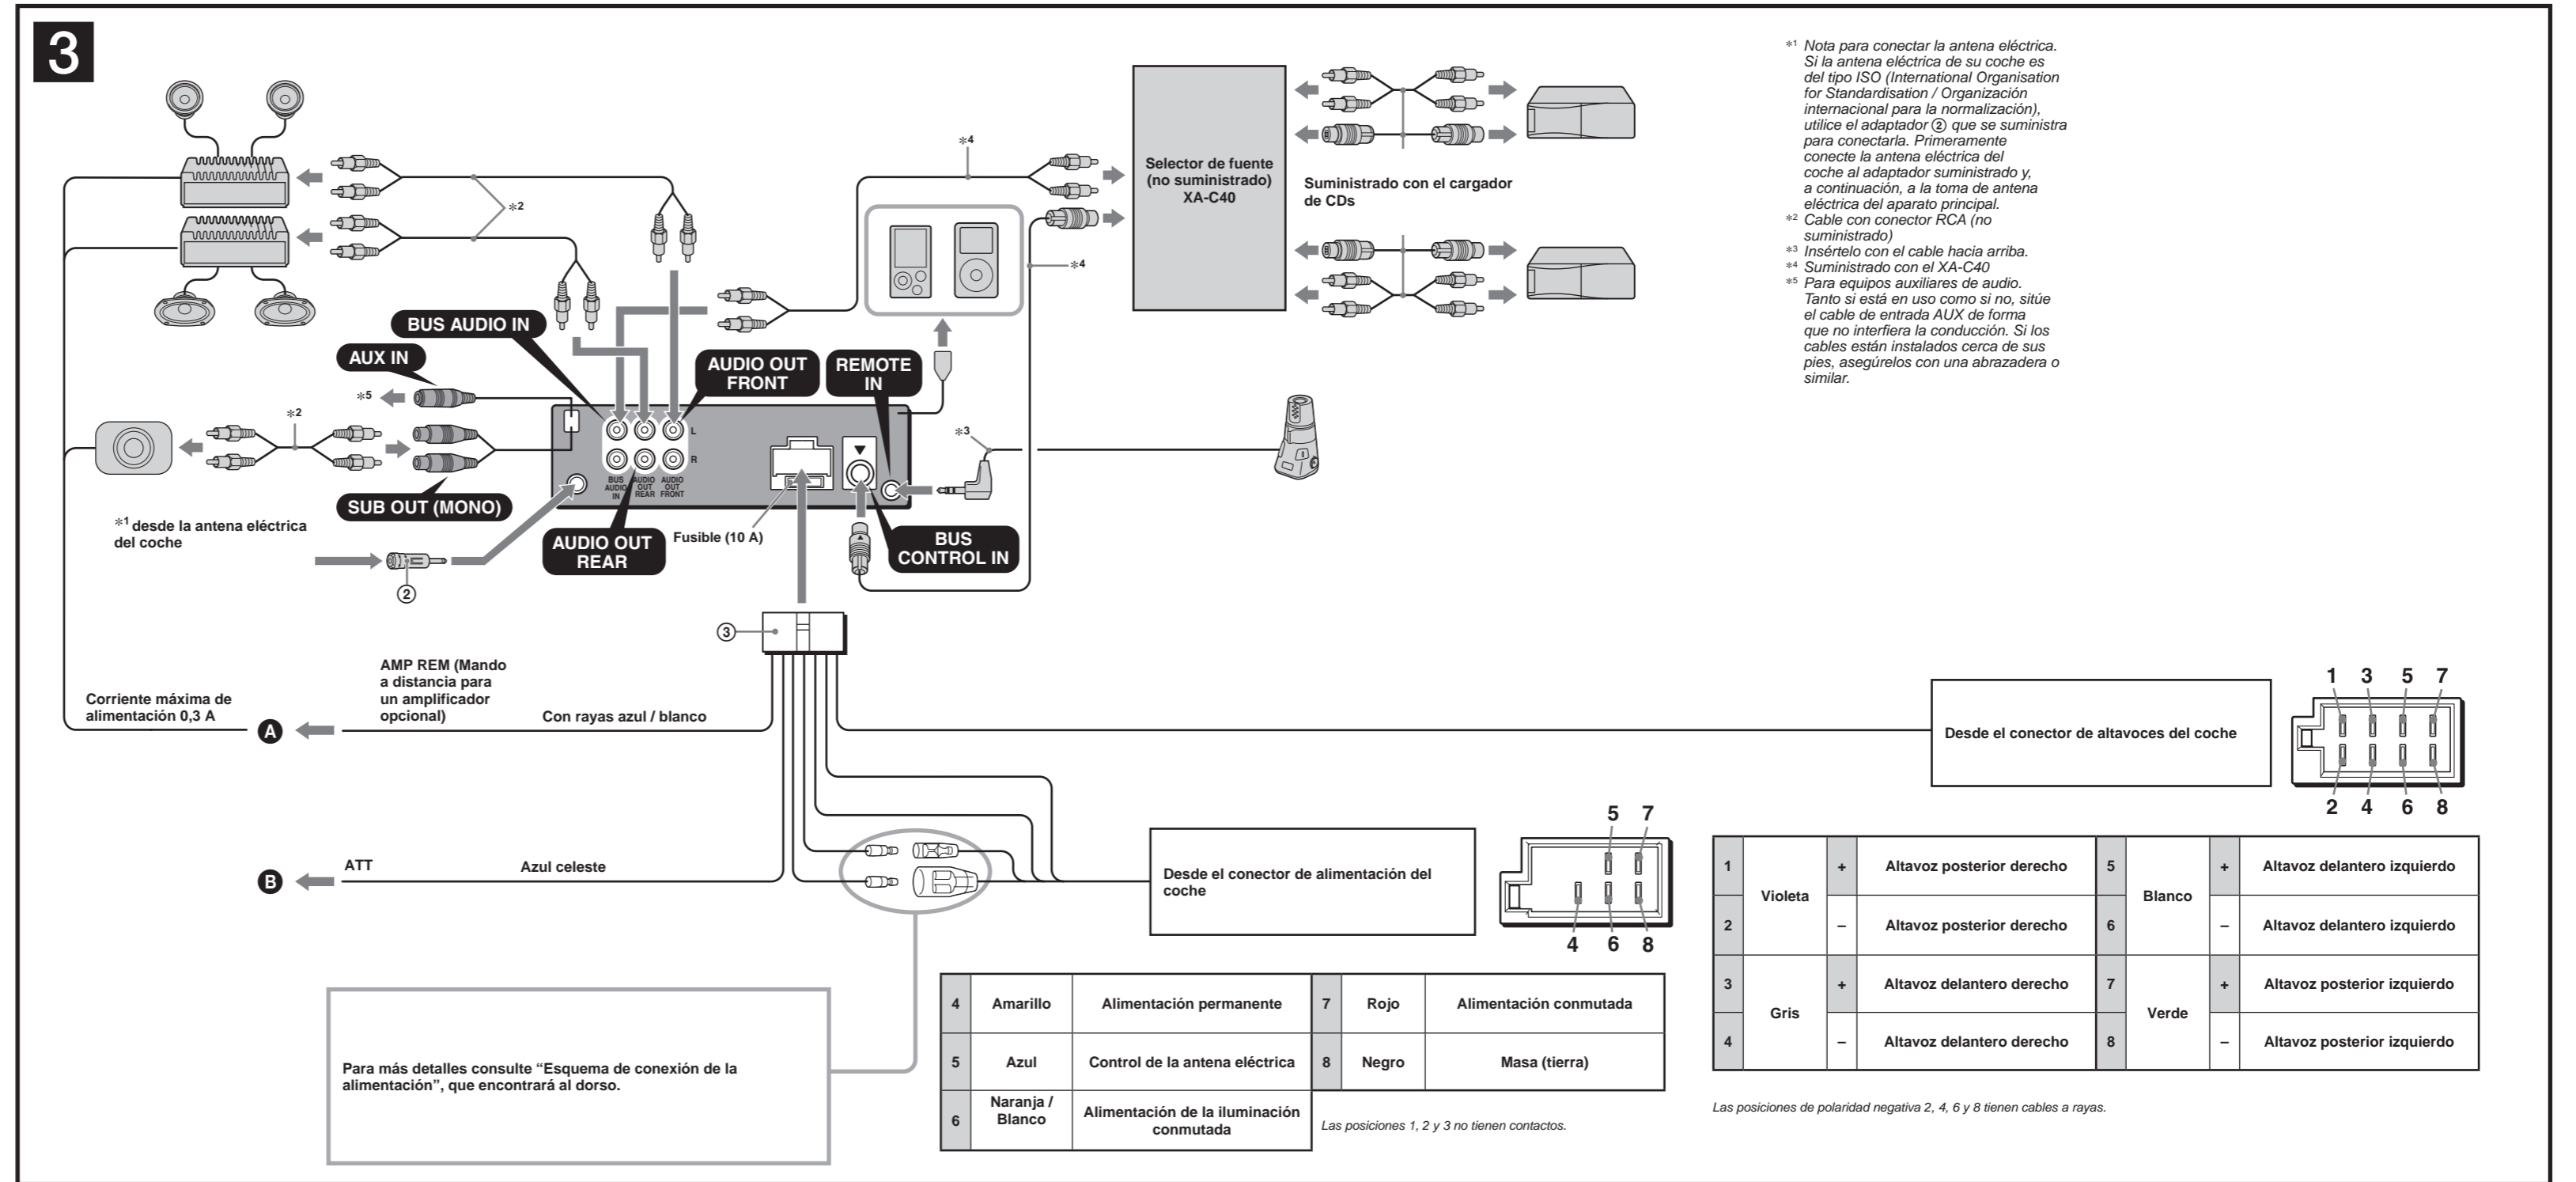 3
*4
Selector de fuente
(no suministrado)
XA-C40
Suministrado con el cargador
de CDs
*1 Nota para conectar la antena eléctrica.
Si la antena eléctrica de su coche es
del tipo ISO (International Organisation
for Standardisation / Organización
internacional para la normalización),
utilice el adaptador ② que se suministra
para conectarla. Primeramente
conecte la antena eléctrica del
coche al adaptador suministrado y,
a continuación, a la toma de antena
eléctrica del aparato principal.
*2 Cable con conector RCA (no
suministrado)
*3 Insértelo con el cable hacia arriba.
*4 Suministrado con el XA-C40
*5 Para equipos auxiliares de audio.
Tanto si está en uso como si no, sitúe
el cable de entrada AUX de forma
que no interfiera la conducción. Si los
cables están instalados cerca de sus
pies, asegúrelos con una abrazadera o
similar.
*2
*4
BUS AUDIO IN
AUX IN
AUDIO OUT
FRONT
REMOTE
IN
*5
*2
L
R
*3
BUS
AUDIO
IN
AUDIO
OUT
REAR
AUDIO
OUT
FRONT
SUB OUT (MONO)
*1 desde la antena eléctrica
del coche
AUDIO OUT
REAR
Fusible (10 A)
BUS
CONTROL IN
②
③
AMP REM (Mando
a distancia para
un amplificador
opcional)
Corriente máxima de
alimentación 0,3 A
Con rayas azul / blanco
A
Desde el conector de altavoces del coche
1 3 5 7
2 4 6 8
B
ATT
Azul celeste
Desde el conector de alimentación del
coche
5 7
4 6 8
1 Violeta + Altavoz posterior derecho 5 Blanco + Altavoz delantero izquierdo
2 – Altavoz posterior derecho 6 – Altavoz delantero izquierdo
3 Gris + Altavoz delantero derecho 7 Verde + Altavoz posterior izquierdo
4 – Altavoz delantero derecho 8 – Altavoz posterior izquierdo
Las posiciones de polaridad negativa 2, 4, 6 y 8 tienen cables a rayas.
Para más detalles consulte “Esquema de conexión de la
alimentación”, que encontrará al dorso.
4 Amarillo Alimentación permanente 7 Rojo Alimentación conmutada
5 Azul Control de la antena eléctrica 8 Negro Masa (tierra)
6 Naranja /
Blanco Alimentación de la iluminación
conmutada
Las posiciones 1, 2 y 3 no tienen contactos.